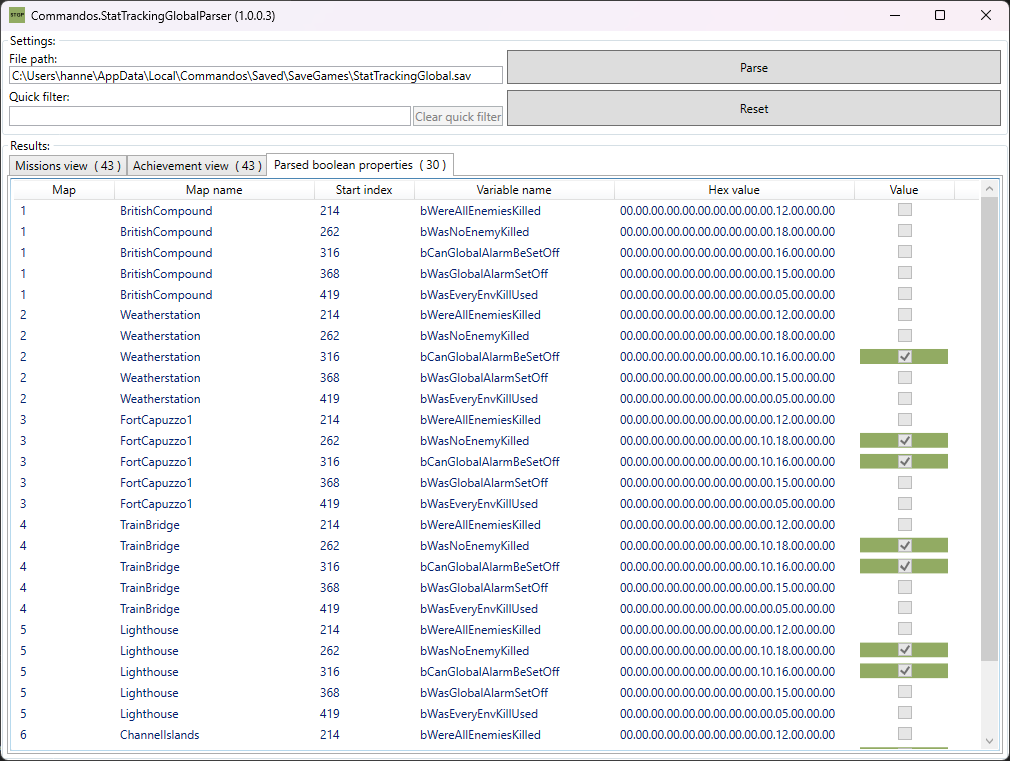 STOP Commandos.StatTrackingGlobalParser (1.0.0.3)
Settings:
File path:
C:\Users\hanne\AppData\Local\Commandos\Saved\SaveGames\StatTrackingGlobal.sav
Parse
Quick filter:
Clear quick filter
Reset
Results:
Missions view ( 43 ) Achievement view ( 43 ) Parsed boolean properties ( 30 )
Map Map name Start index Variable name Hex value Value
1 BritishCompound 214 bWereAllEnemiesKilled 00.00.00.00.00.00.00.00.00.12.00.00.00
1 BritishCompound 262 bWasNoEnemyKilled 00.00.00.00.00.00.00.00.00.18.00.00.00
1 BritishCompound 316 bCanGlobalAlarmBeSetOff 00.00.00.00.00.00.00.00.00.16.00.00.00
1 BritishCompound 368 bWasGlobalAlarmSetOff 00.00.00.00.00.00.00.00.00.15.00.00.00
1 BritishCompound 419 bWasEveryEnvKillUsed 00.00.00.00.00.00.00.00.00.05.00.00.00
2 Weatherstation 214 bWereAllEnemiesKilled 00.00.00.00.00.00.00.00.00.12.00.00.00
2 Weatherstation 262 bWasNoEnemyKilled 00.00.00.00.00.00.00.00.00.18.00.00.00
2 Weatherstation 316 bCanGlobalAlarmBeSetOff 00.00.00.00.00.00.00.00.10.16.00.00.00
2 Weatherstation 368 bWasGlobalAlarmSetOff 00.00.00.00.00.00.00.00.00.15.00.00.00
2 Weatherstation 419 bWasEveryEnvKillUsed 00.00.00.00.00.00.00.00.00.05.00.00.00
3 FortCapuzzo1 214 bWereAllEnemiesKilled 00.00.00.00.00.00.00.00.00.12.00.00.00
3 FortCapuzzo1 262 bWasNoEnemyKilled 00.00.00.00.00.00.00.00.10.18.00.00.00
3 FortCapuzzo1 316 bCanGlobalAlarmBeSetOff 00.00.00.00.00.00.00.00.10.16.00.00.00
3 FortCapuzzo1 368 bWasGlobalAlarmSetOff 00.00.00.00.00.00.00.00.00.15.00.00.00
3 FortCapuzzo1 419 bWasEveryEnvKillUsed 00.00.00.00.00.00.00.00.00.05.00.00.00
4 TrainBridge 214 bWereAllEnemiesKilled 00.00.00.00.00.00.00.00.00.12.00.00.00
4 TrainBridge 262 bWasNoEnemyKilled 00.00.00.00.00.00.00.00.10.18.00.00.00
4 TrainBridge 316 bCanGlobalAlarmBeSetOff 00.00.00.00.00.00.00.00.10.16.00.00.00
4 TrainBridge 368 bWasGlobalAlarmSetOff 00.00.00.00.00.00.00.00.00.15.00.00.00
4 TrainBridge 419 bWasEveryEnvKillUsed 00.00.00.00.00.00.00.00.00.05.00.00.00
5 Lighthouse 214 bWereAllEnemiesKilled 00.00.00.00.00.00.00.00.00.12.00.00.00
5 Lighthouse 262 bWasNoEnemyKilled 00.00.00.00.00.00.00.00.10.18.00.00.00
5 Lighthouse 316 bCanGlobalAlarmBeSetOff 00.00.00.00.00.00.00.00.10.16.00.00.00
5 Lighthouse 368 bWasGlobalAlarmSetOff 00.00.00.00.00.00.00.00.00.15.00.00.00
5 Lighthouse 419 bWasEveryEnvKillUsed 00.00.00.00.00.00.00.00.00.05.00.00.00
6 ChannelIslands 214 bWereAllEnemiesKilled 00.00.00.00.00.00.00.00.00.12.00.00.00